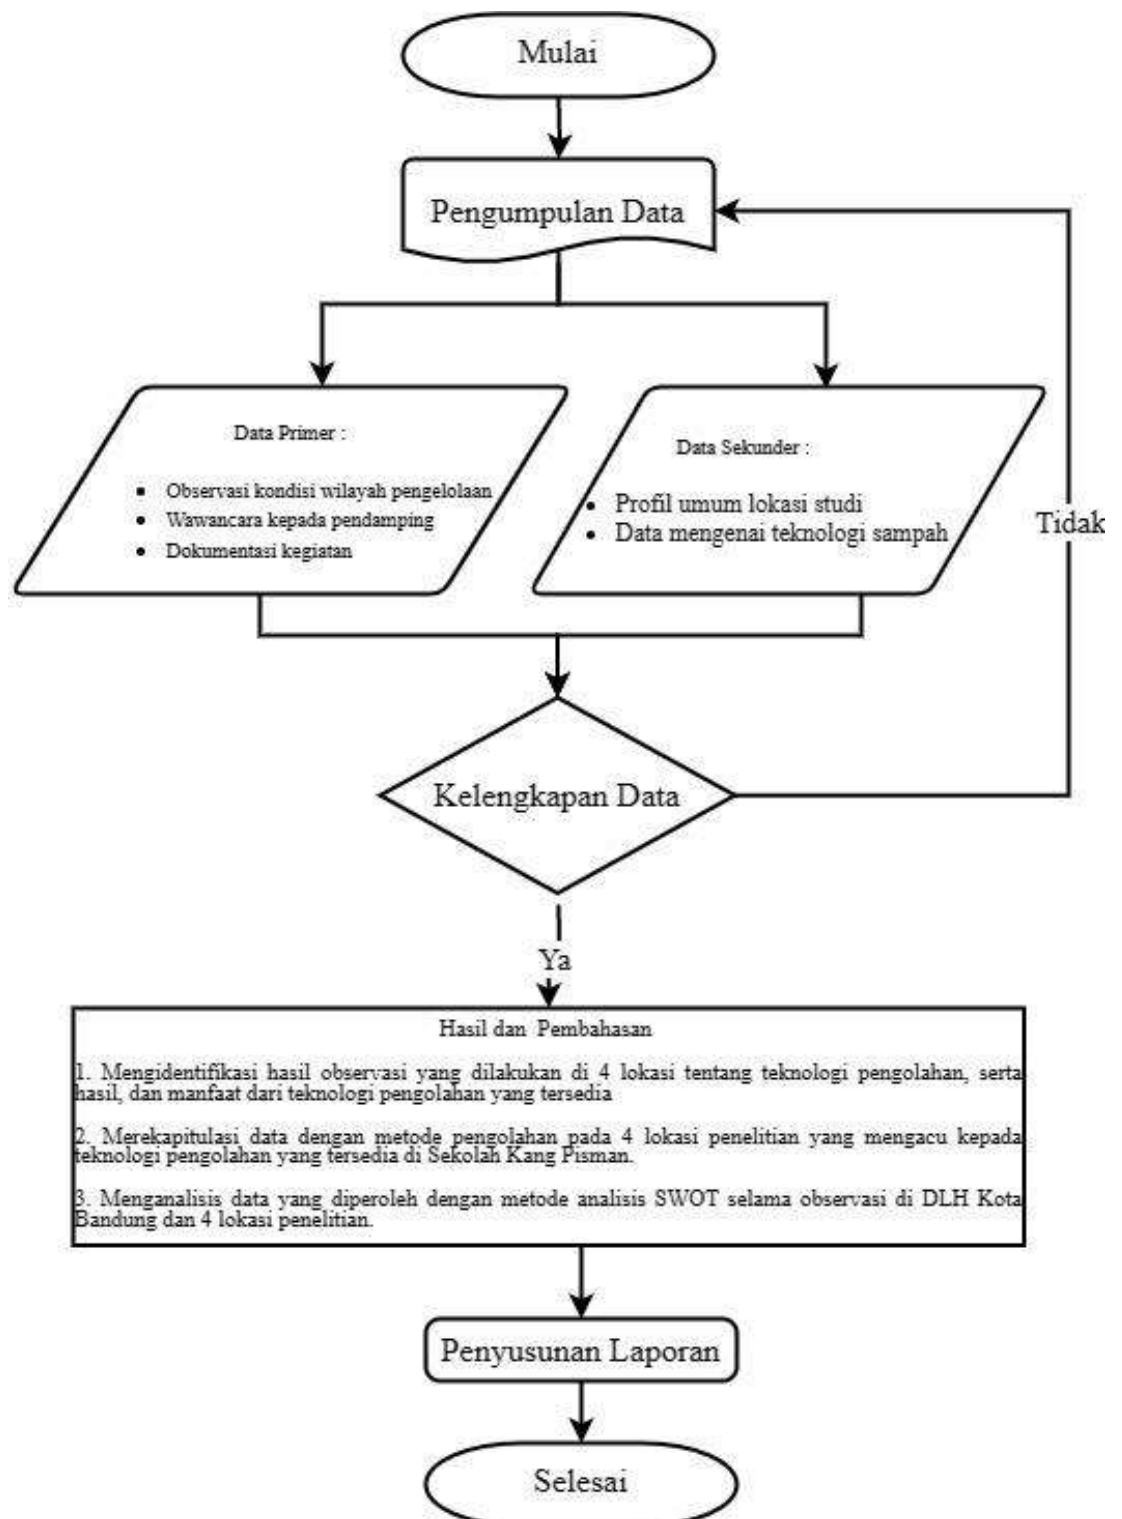 Mulai
Pengumpulan Data
Data Primer :
• Observasi kondisi wilayah pengelolaan
• Wawancara kepada pendamping
• Dokumentasi kegiatan
Data Sekunder :
• Profil umum lokasi studi
• Data mengenai teknologi sampah
Tidak
Kelengkapan Data
Ya
Hasil dan Pembahasan
1. Mengidentifikasi hasil observasi yang dilakukan di 4 lokasi tentang teknologi pengolahan, serta
hasil, dan manfaat dari teknologi pengolahan yang tersedia
2. Merekapitulasi data dengan metode pengolahan pada 4 lokasi penelitian yang mengacu kepada
teknologi pengolahan yang tersedia di Sekolah Kang Pisman.
3. Menganalisis data yang diperoleh dengan metode analisis SWOT selama observasi di DLH Kota
Bandung dan 4 lokasi penelitian.
Penyusunan Laporan
Selesai